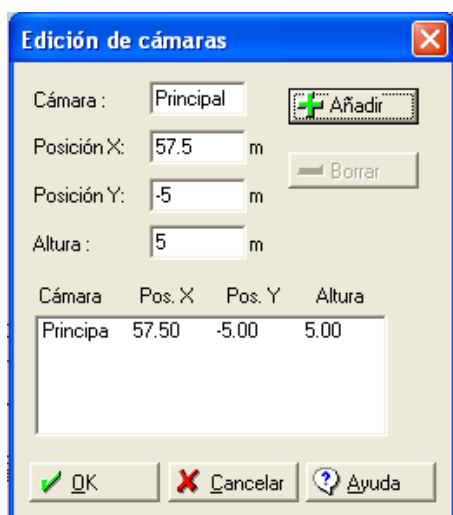 Edición de cámaras
Cámara : Principal Añadir
Posición X: 57.5 m
Borrar
Posición Y: -5 m
Altura : 5 m
Cámara Pos. X Pos. Y Altura
Principa 57.50 -5.00 5.00
OK Cancelar Ayuda